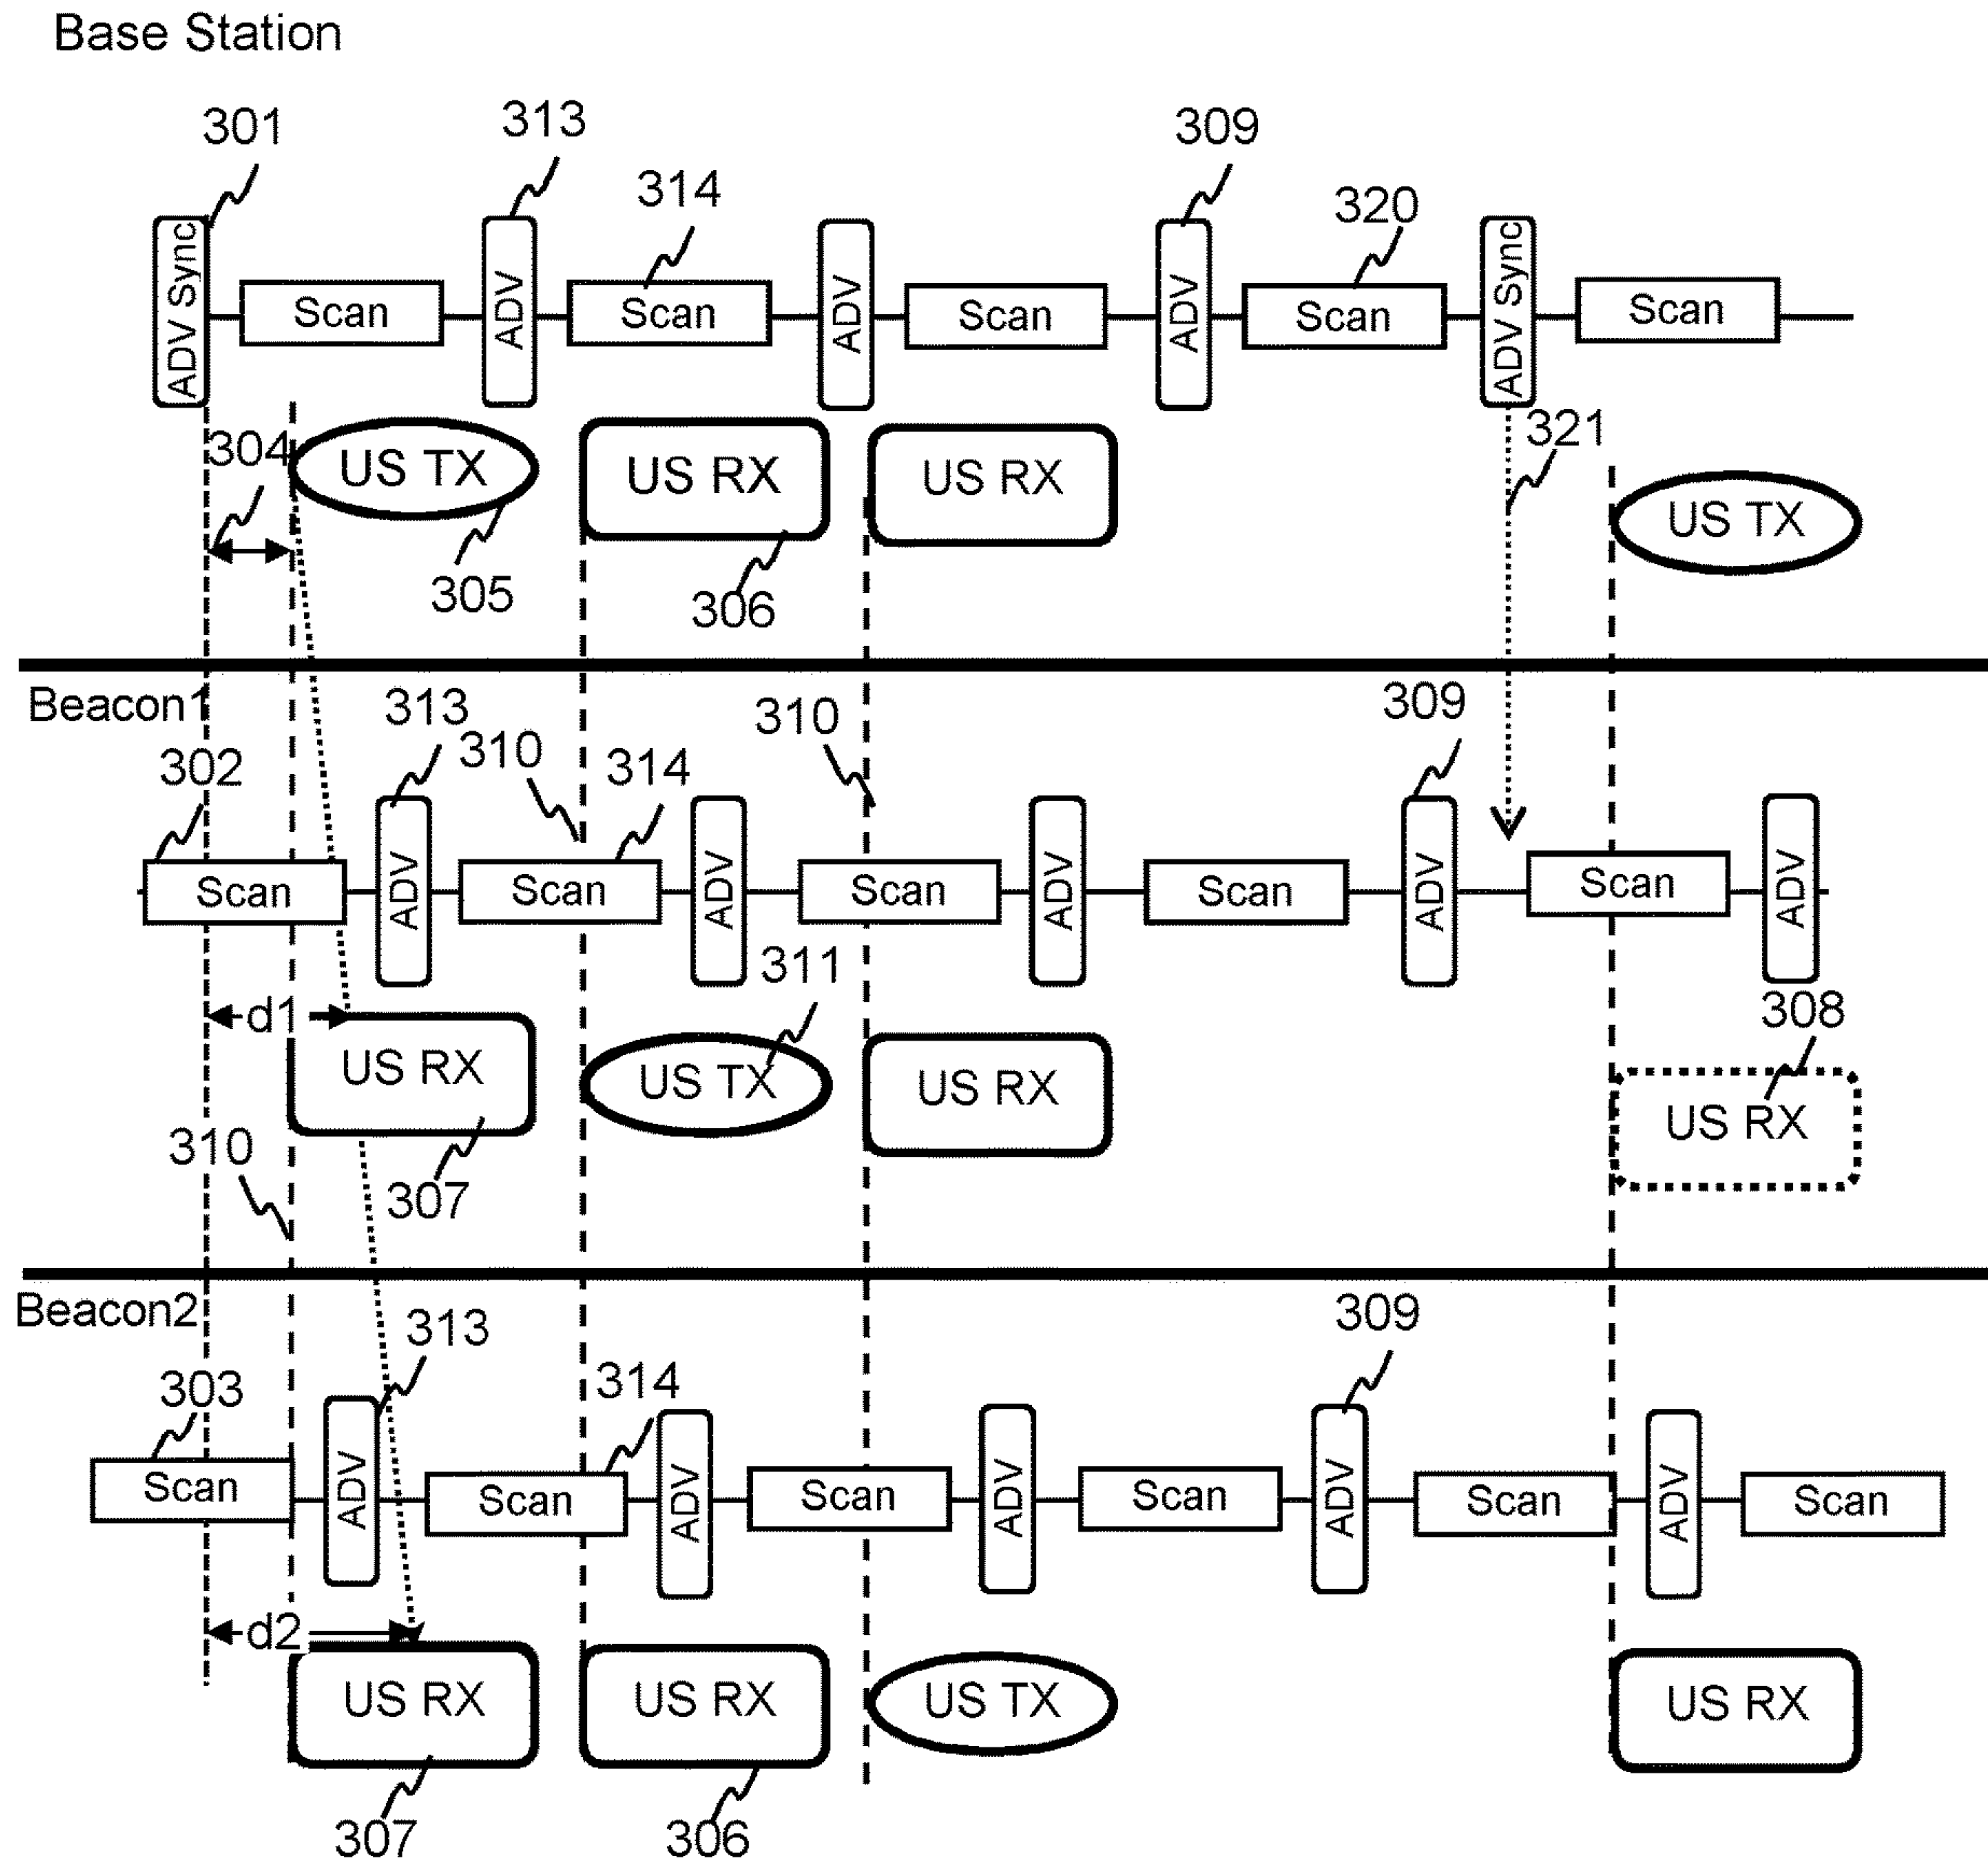 Base Station
301
313
309
314
320
ADV Sync
Scan
ADV
Scan
ADV
Scan
ADV
Scan
ADV Sync
Scan
304
US TX
US RX
US RX
321
US TX
305
306
Beacon1
313
310
310
309
302
314
Scan
ADV
Scan
ADV
Scan
ADV
Scan
ADV
Scan
ADV
311
d1
308
US RX
US TX
US RX
US RX
310
307
Beacon2
313
309
303
314
Scan
ADV
Scan
ADV
Scan
ADV
Scan
ADV
Scan
ADV
Scan
d2
US RX
US RX
US TX
US RX
307
306